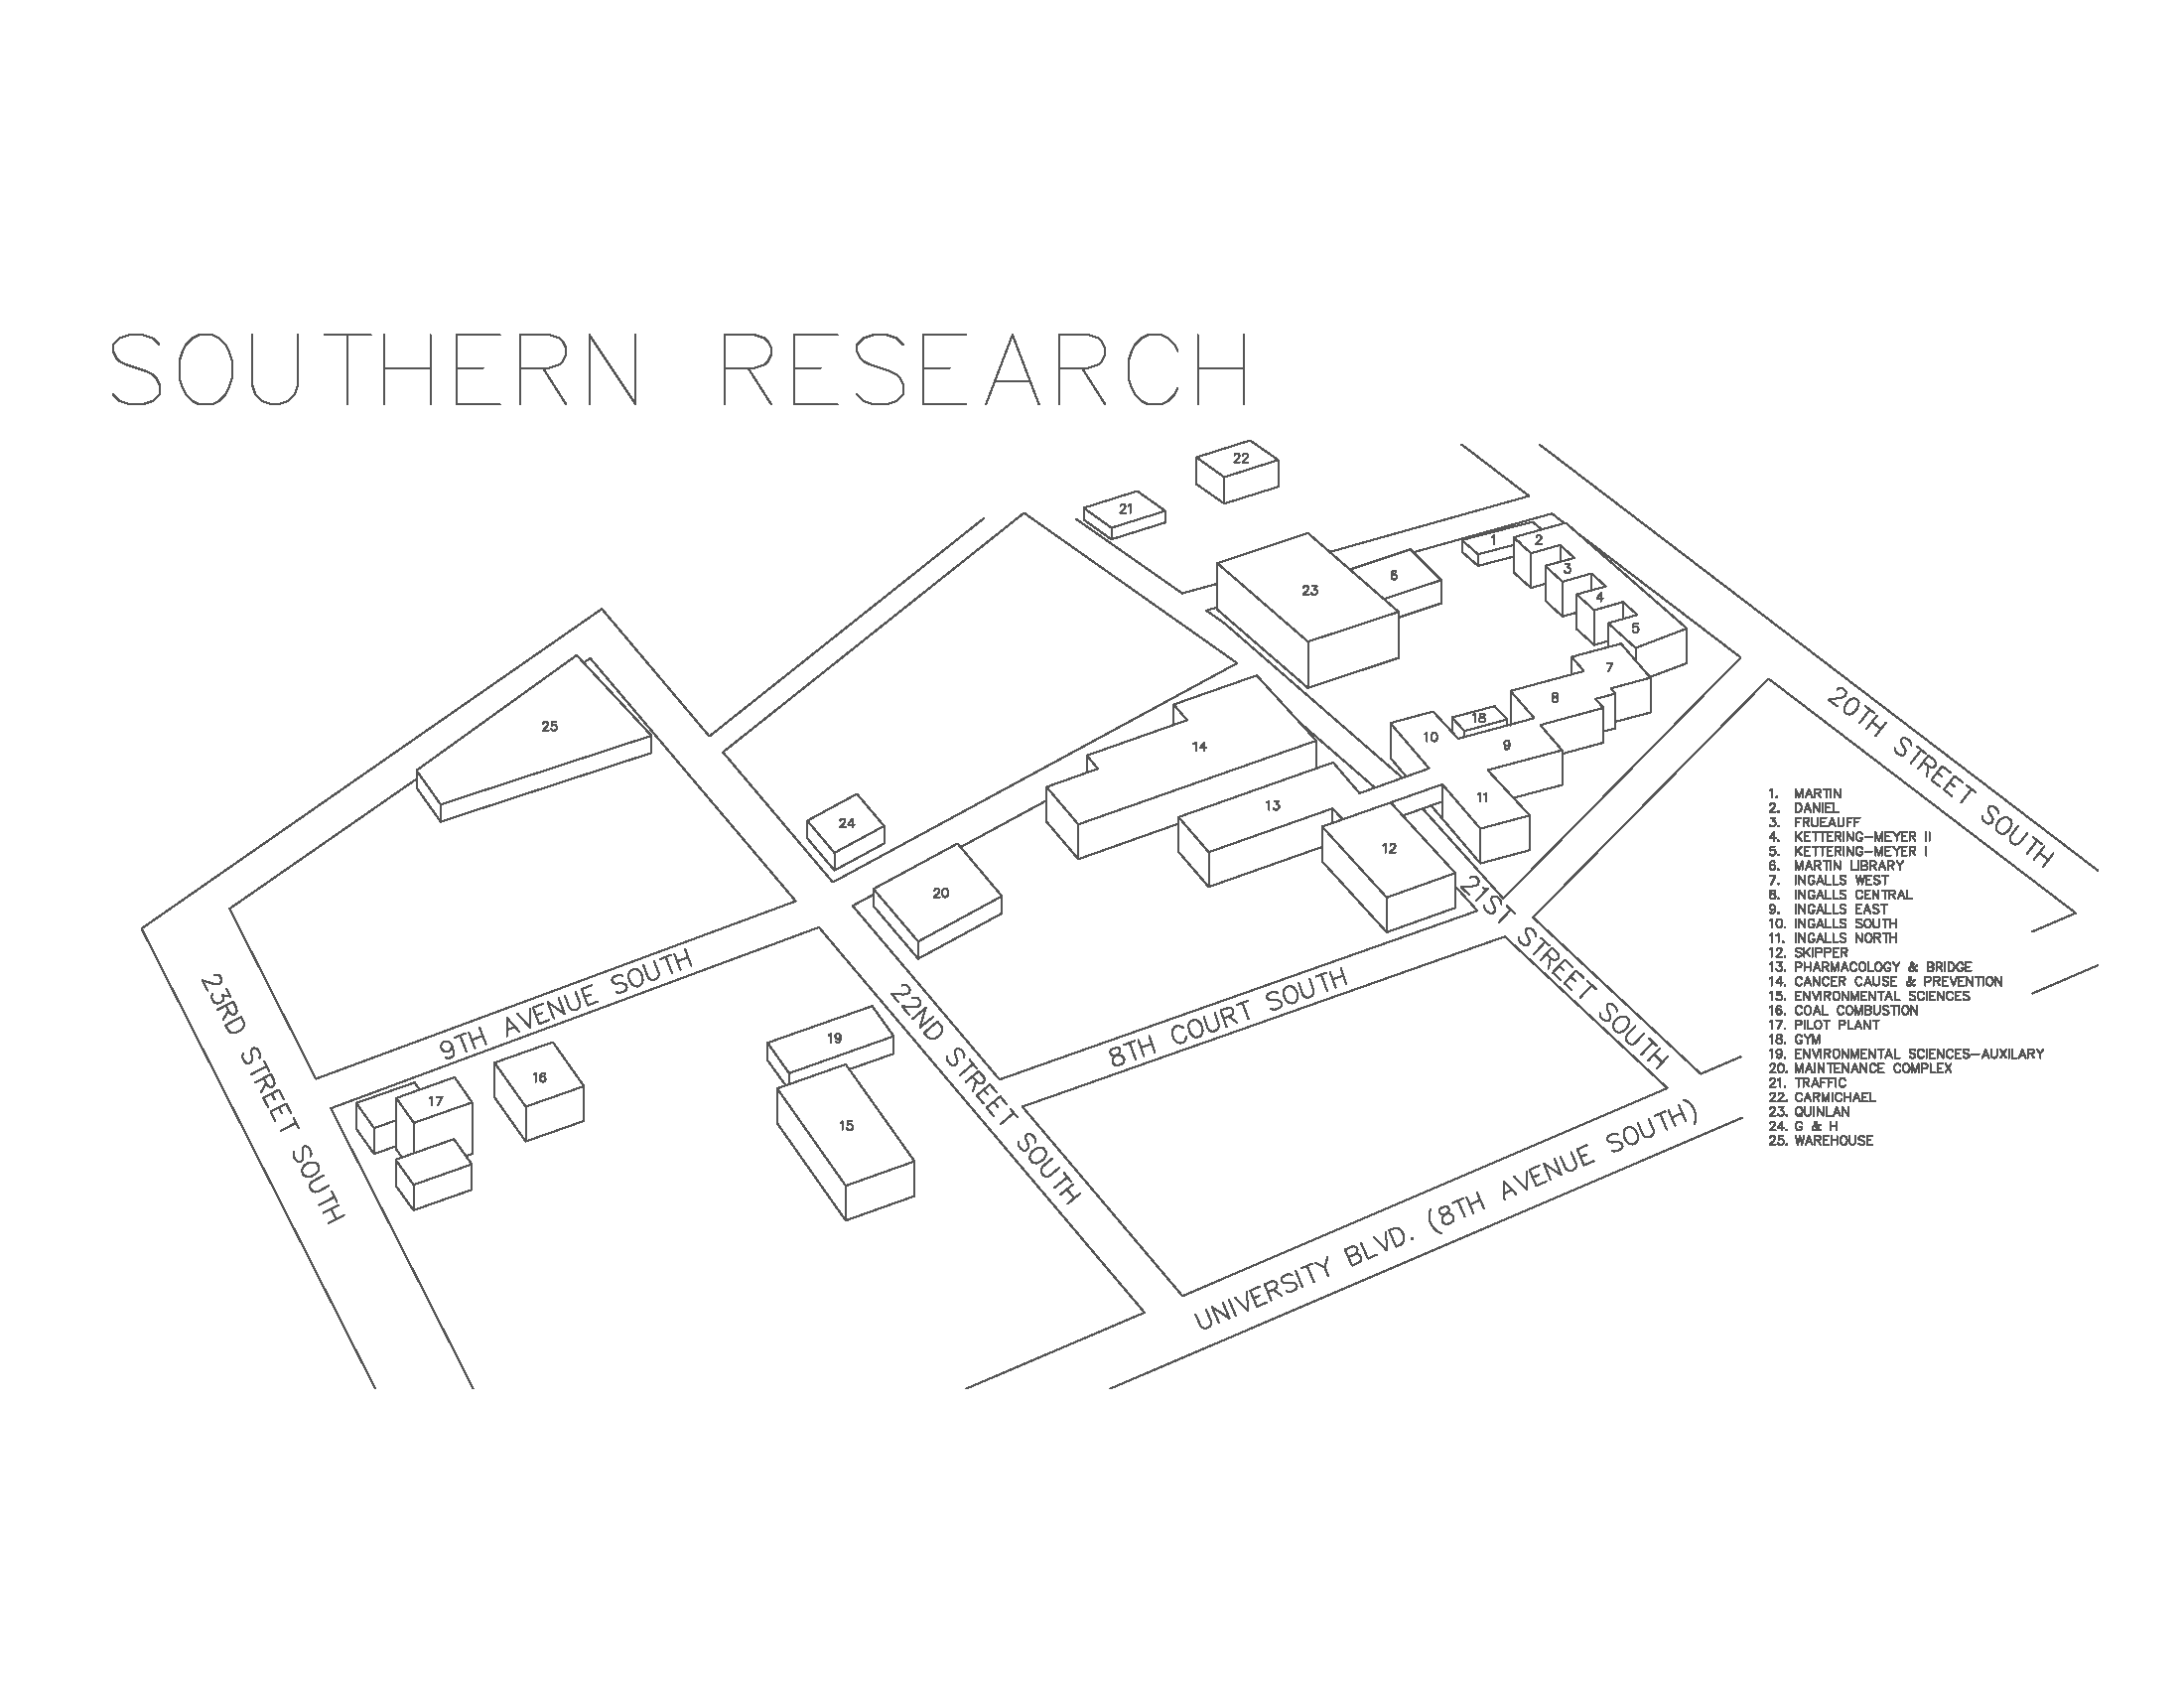 SOUTHERN RESEARCH
22
21
1
2
3
23
6
4
5
7
8
20TH STREET SOUTH
18
10
9
25
14
11
13
24
12
20
21ST STREET SOUTH
23RD STREET SOUTH
9TH AVENUE SOUTH
22ND STREET SOUTH
8TH COURT SOUTH
19
16
17
15
UNIVERSITY BLVD. (8TH AVENUE SOUTH)
1. MARTIN
2. DANIEL
3. FRUEAUFF
4. KETTERING-MEYER II
5. KETTERING-MEYER I
6. MARTIN LIBRARY
7. INGALLS WEST
8. INGALLS CENTRAL
9. INGALLS EAST
10. INGALLS SOUTH
11. INGALLS NORTH
12. SKIPPER
13. PHARMACOLOGY & BRIDGE
14. CANCER CAUSE & PREVENTION
15. ENVIRONMENTAL SCIENCES
16. COAL COMBUSTION
17. PILOT PLANT
18. GYM
19. ENVIRONMENTAL SCIENCES-AUXILARY
20. MAINTENANCE COMPLEX
21. TRAFFIC
22. CARMICHAEL
23. QUINLAN
24. G & H
25. WAREHOUSE